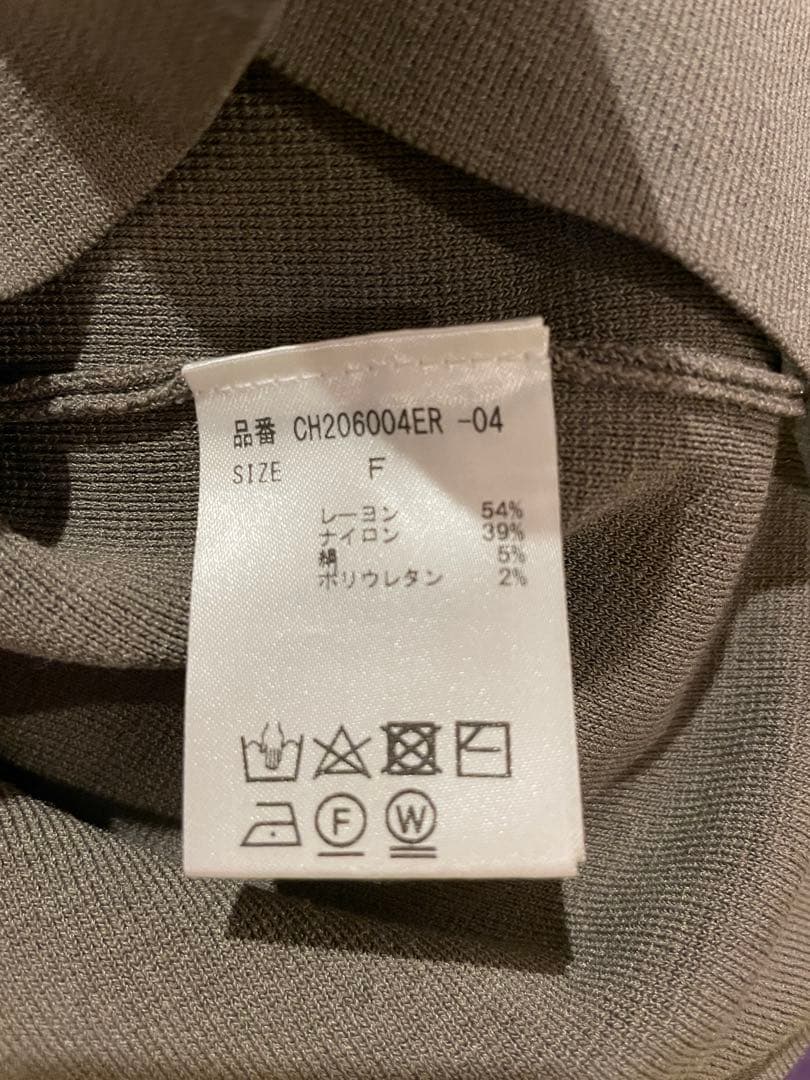 品番 CH206004ER -04
SIZE F
レーヨン 54%
ナイロン 39%
絹 5%
ポリウレタン 2%
F W